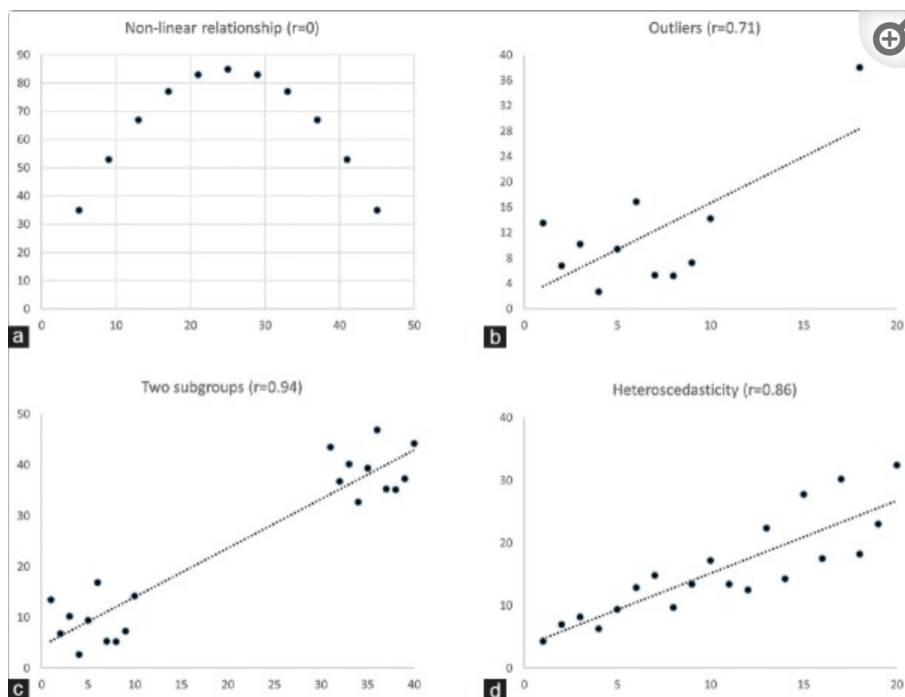 Non-linear relationship (r=0)
90
80
70
60
50
40
30
20
10
0
0 10 20 30 40 50
a
Outliers (r=0.71)
40
36
32
28
24
20
16
12
8
4
0
0 5 10 15 20
b
Two subgroups (r=0.94)
50
40
30
20
10
0
0 5 10 15 20 25 30 35 40
c
Heteroscedasticity (r=0.86)
40
30
20
10
0
0 5 10 15 20
d